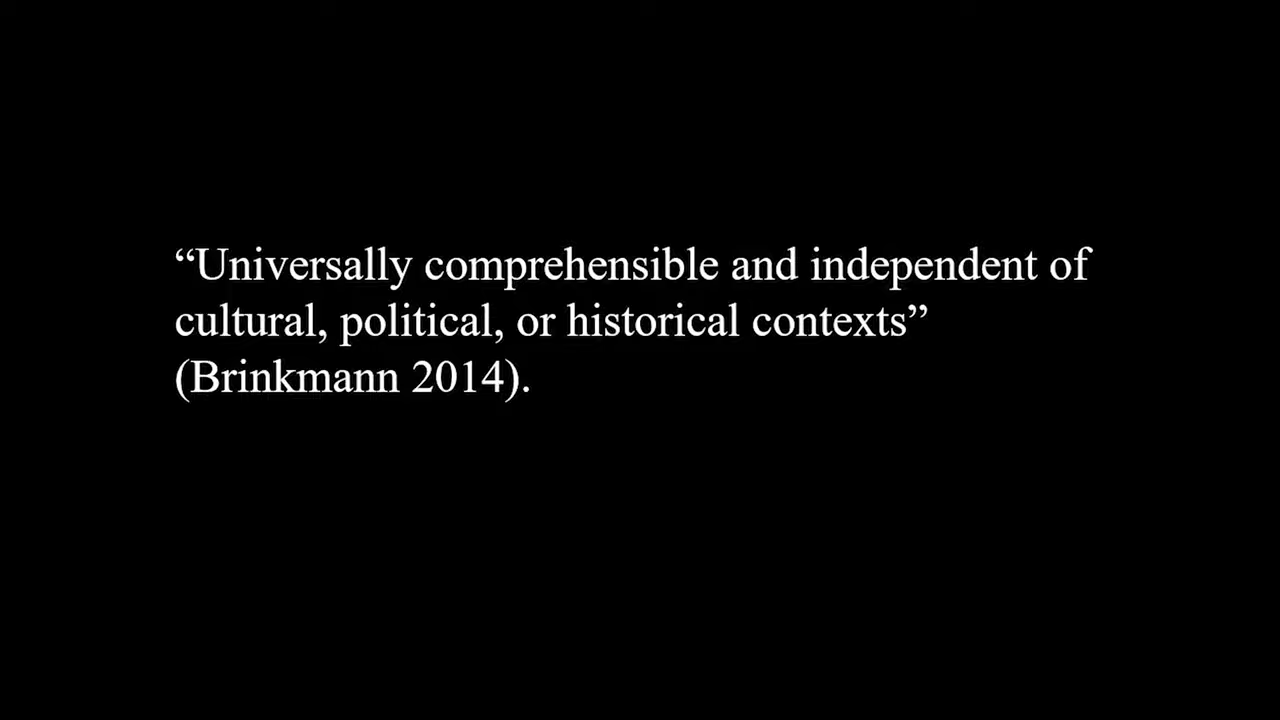 “Universally comprehensible and independent of
cultural, political, or historical contexts”
(Brinkmann 2014).